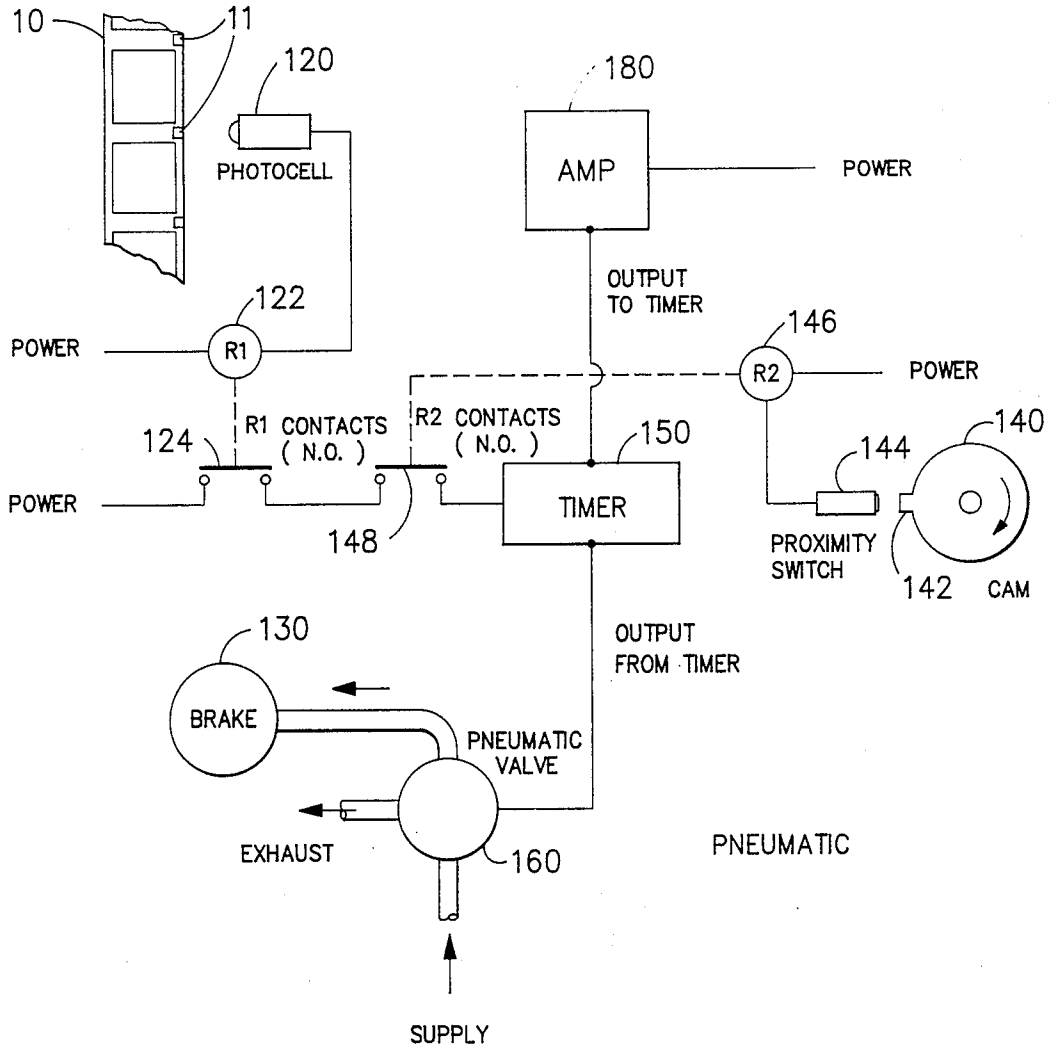 10
11
120
180
PHOTOCELL
AMP
POWER
OUTPUT
TO TIMER
122
146
POWER
R1
R2
POWER
124
R1 CONTACTS
( N.O. )
R2 CONTACTS
( N.O. )
150
144
140
POWER
TIMER
148
PROXIMITY
SWITCH
142
CAM
130
OUTPUT
FROM TIMER
BRAKE
PNEUMATIC
VALVE
EXHAUST
160
PNEUMATIC
SUPPLY